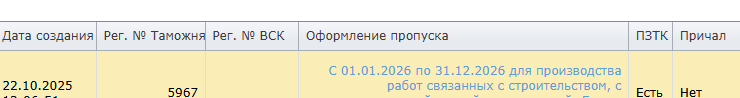 Дата создания Рег. № Таможня Рег. № ВСК Оформление пропуска ПЗТК Причал
С 01.01.2026 по 31.12.2026 для производства
22.10.2025 5967 работ связанных с строительством, с Есть Нет